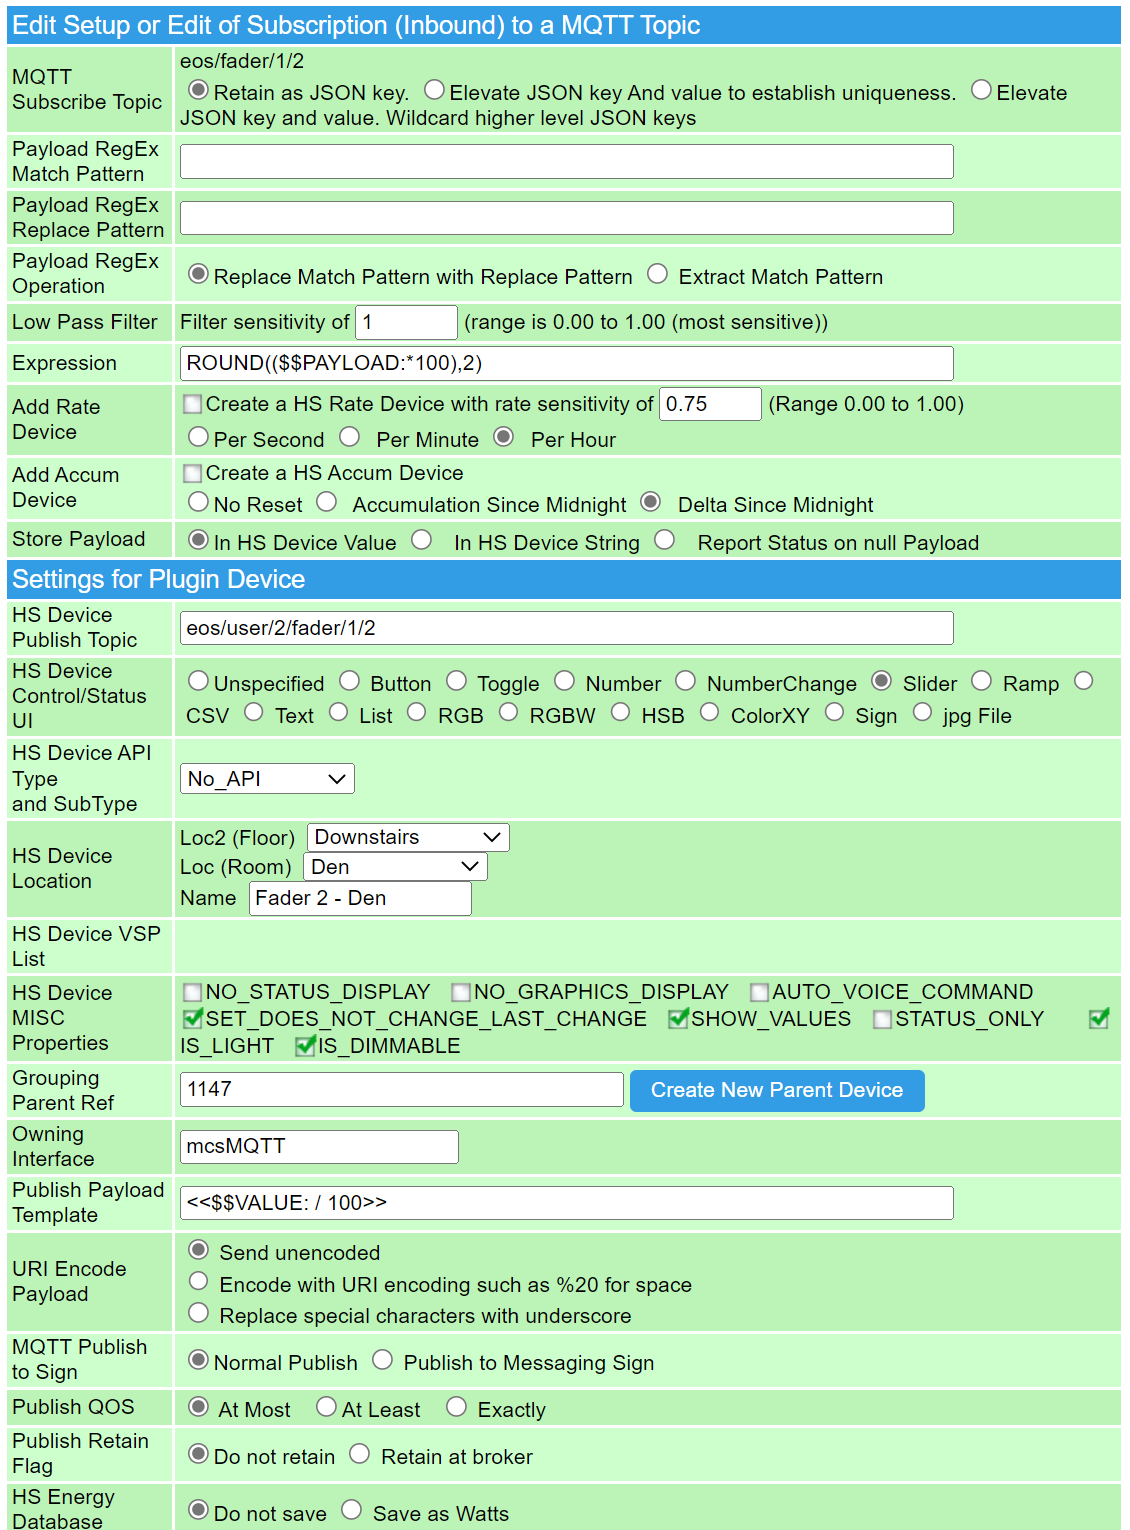 Edit Setup or Edit of Subscription (Inbound) to a MQTT Topic
MQTT
Subscribe Topic
eos/fader/1/2
Retain as JSON key. Elevate JSON key And value to establish uniqueness. Elevate
JSON key and value. Wildcard higher level JSON keys
Payload RegEx
Match Pattern
Payload RegEx
Replace Pattern
Payload RegEx
Operation
Replace Match Pattern with Replace Pattern Extract Match Pattern
Low Pass Filter
Filter sensitivity of 1 (range is 0.00 to 1.00 (most sensitive))
Expression
ROUND(($$PAYLOAD:*100),2)
Add Rate
Device
Create a HS Rate Device with rate sensitivity of 0.75 (Range 0.00 to 1.00)
Per Second Per Minute Per Hour
Add Accum
Device
Create a HS Accum Device
No Reset Accumulation Since Midnight Delta Since Midnight
Store Payload
In HS Device Value In HS Device String Report Status on null Payload
Settings for Plugin Device
HS Device
Publish Topic
eos/user/2/fader/1/2
HS Device
Control/Status
UI
Unspecified Button Toggle Number NumberChange Slider Ramp
CSV Text List RGB RGBW HSB ColorXY Sign jpg File
HS Device API
Type
and SubType
No_API
HS Device
Location
Loc2 (Floor) Downstairs
Loc (Room) Den
Name Fader 2 - Den
HS Device VSP
List
HS Device
MISC
Properties
NO_STATUS_DISPLAY NO_GRAPHICS_DISPLAY AUTO_VOICE_COMMAND
SET_DOES_NOT_CHANGE_LAST_CHANGE SHOW_VALUES STATUS_ONLY
IS_LIGHT IS_DIMMABLE
Grouping
Parent Ref
1147 Create New Parent Device
Owning
Interface
mcsMQTT
Publish Payload
Template
<<$$VALUE: / 100>>
URI Encode
Payload
Send unencoded
Encode with URI encoding such as %20 for space
Replace special characters with underscore
MQTT Publish
to Sign
Normal Publish Publish to Messaging Sign
Publish QOS
At Most At Least Exactly
Publish Retain
Flag
Do not retain Retain at broker
HS Energy
Database
Do not save Save as Watts